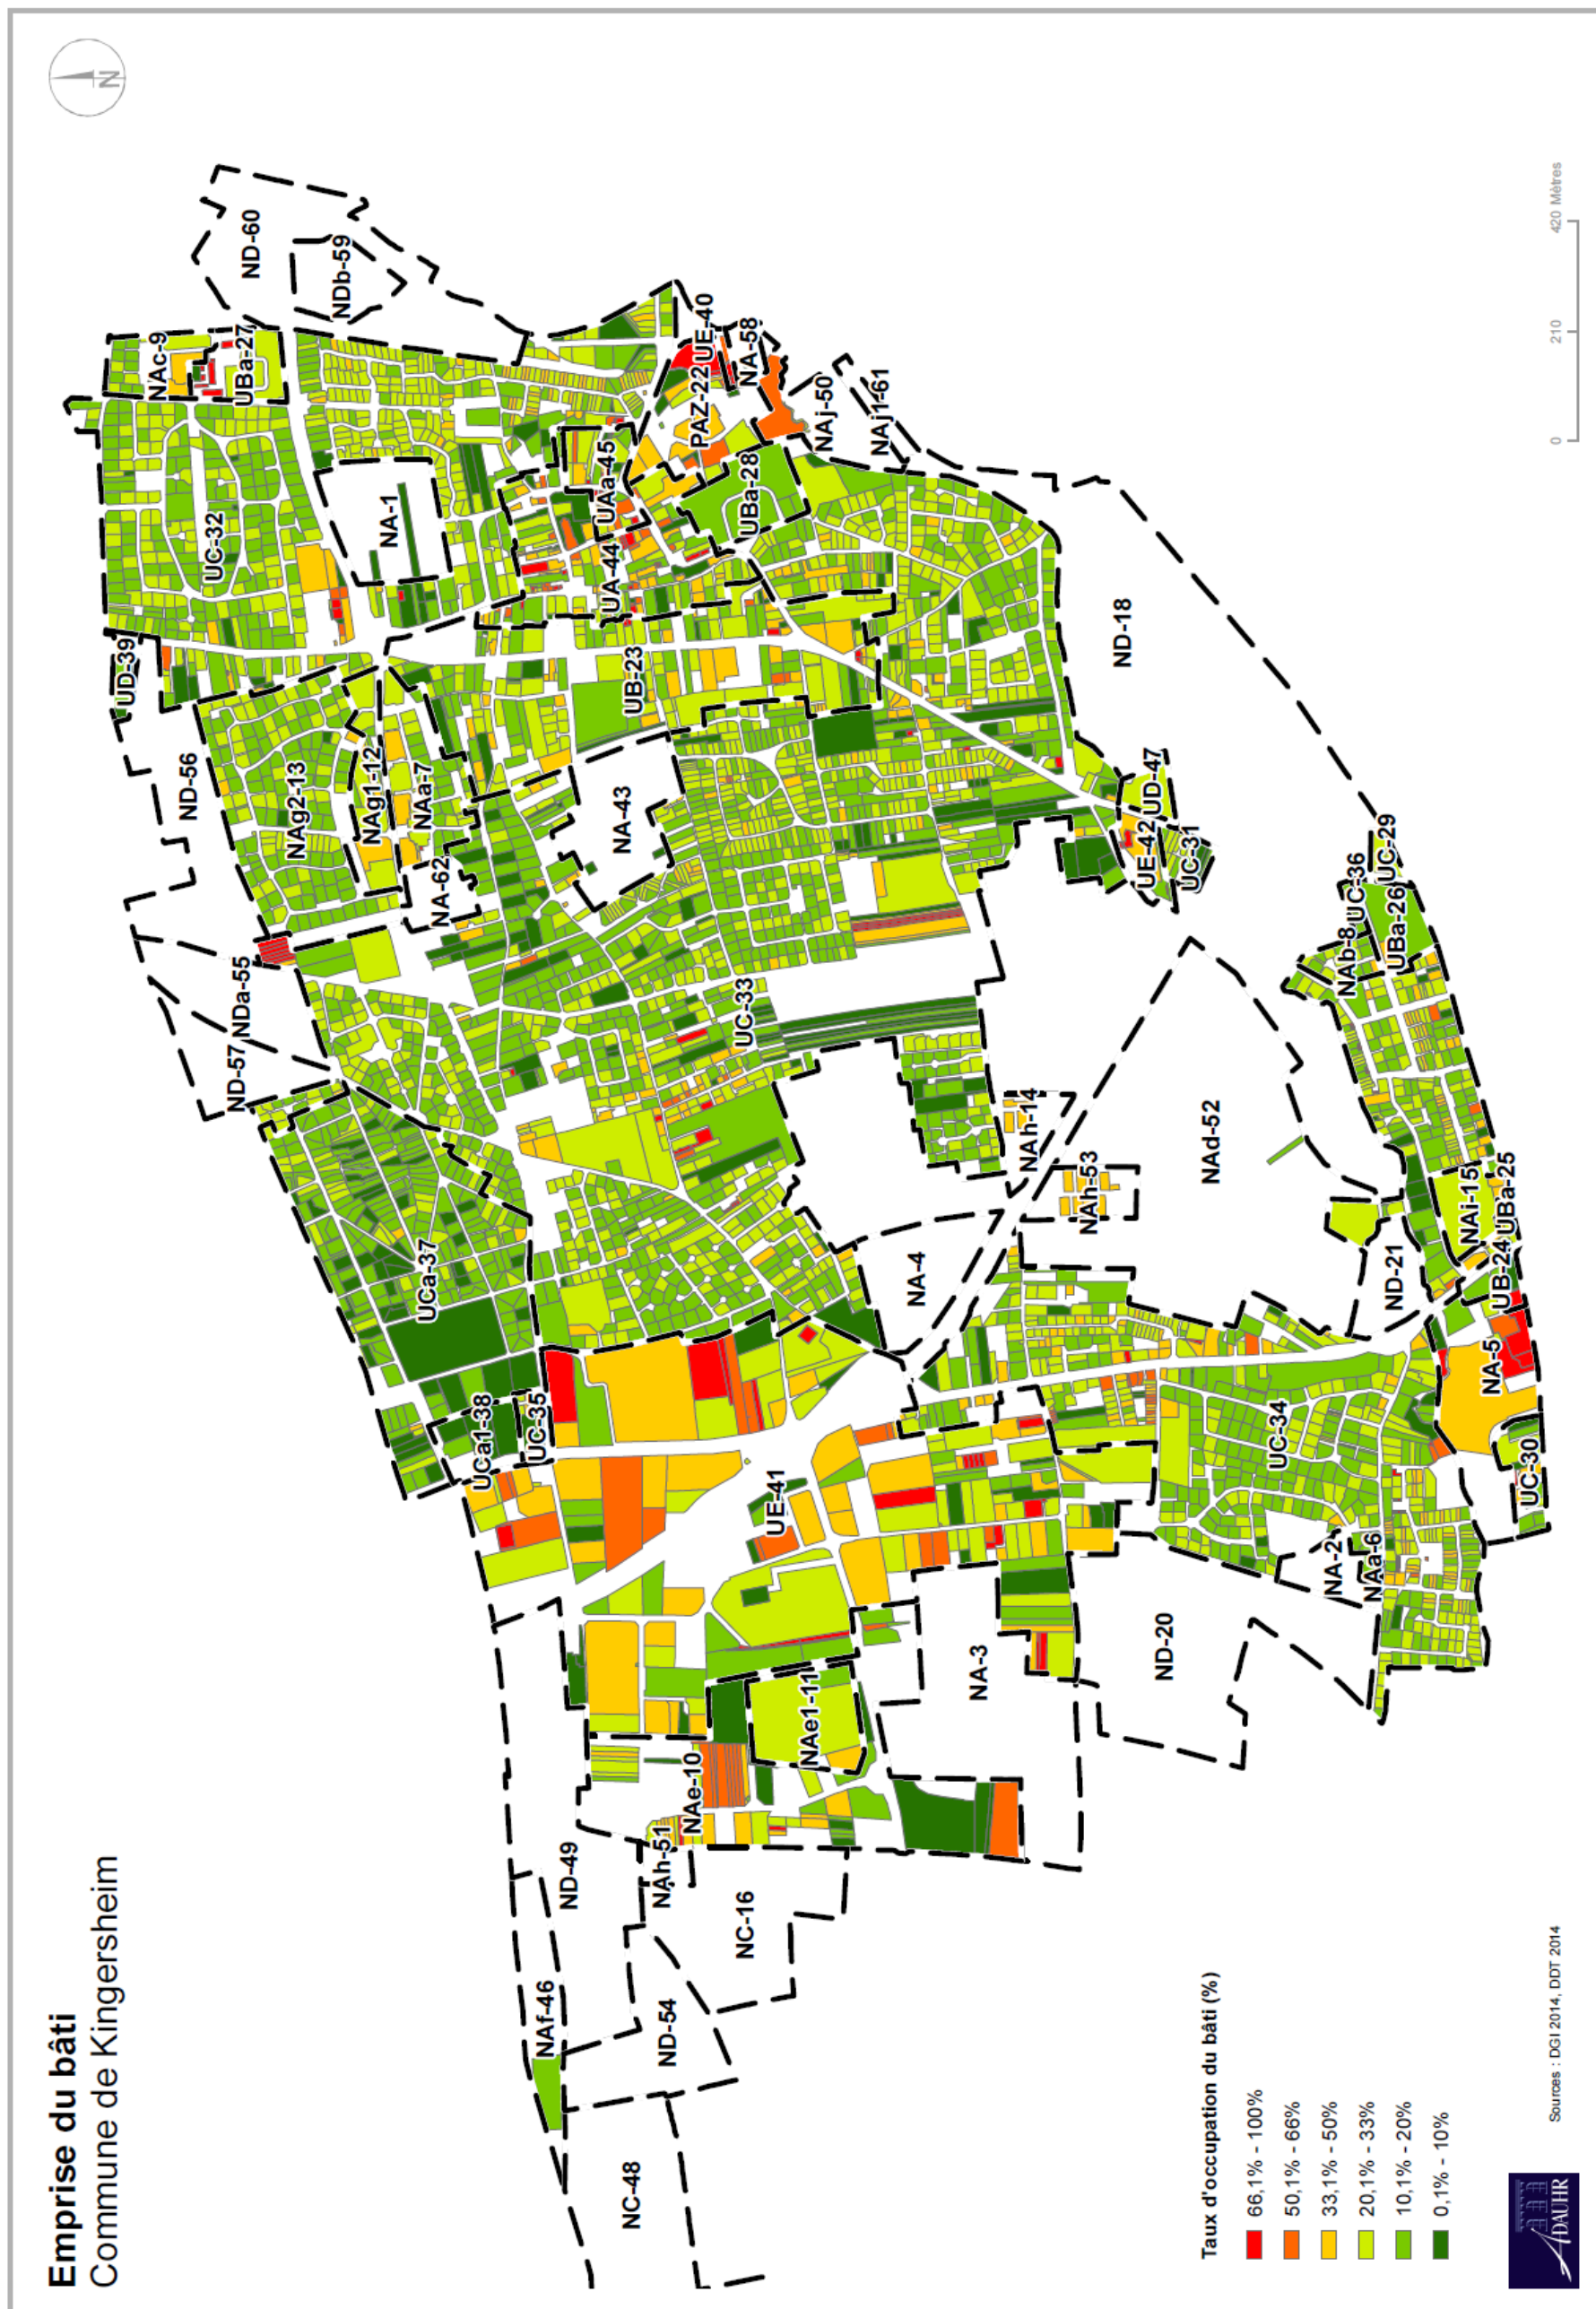 Emprise du bâti
Commune de Kingersheim
N
ND-60
NDb-59
NAc-9
UBa-27
UC-32
NA-1
UD-39
ND-56
NAg2-13
NAg1-12
NAa-7
NA-62
NDa-55
ND-57
UCa-37
UCa1-38
UC-35
PAZ-22
UE-40
NA-58
NAj-50
NAj1-61
UBa-28
UAa-45
UA-44
UB-23
NA-43
UC-33
ND-18
UD-47
UE-42
UC-31
UC-29
UC-36
NAb-8
UBa-26
NAh-14
NAh-53
NAd-52
NA-4
ND-21
NAi-15
UBa-25
UB-24
NA-5
UC-30
UC-34
NA-2
NAa-6
ND-20
NA-3
UE-41
NAe1-11
NAe-10
NAh-51
ND-49
NC-16
NAf-46
ND-54
NC-48
Taux d'occupation du bâti (%)
66,1% - 100%
50,1% - 66%
33,1% - 50%
20,1% - 33%
10,1% - 20%
0,1% - 10%
0 210 420 Mètres
ADAUHR
Sources : DGI 2014, DDT 2014